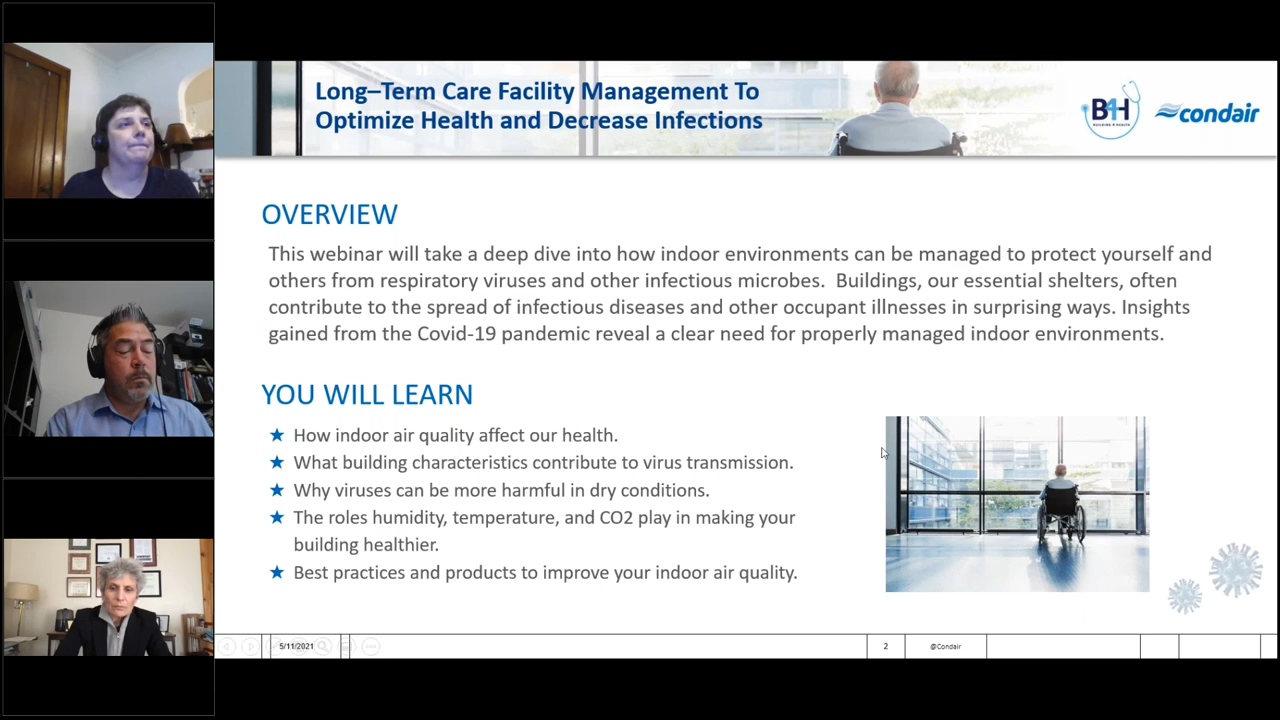 Long–Term Care Facility Management To
Optimize Health and Decrease Infections
B4H
BUILDING 4 HEALTH
condair
OVERVIEW
This webinar will take a deep dive into how indoor environments can be managed to protect yourself and
others from respiratory viruses and other infectious microbes.  Buildings, our essential shelters, often
contribute to the spread of infectious diseases and other occupant illnesses in surprising ways. Insights
gained from the Covid-19 pandemic reveal a clear need for properly managed indoor environments.
YOU WILL LEARN
★ How indoor air quality affect our health.
★ What building characteristics contribute to virus transmission.
★ Why viruses can be more harmful in dry conditions.
★ The roles humidity, temperature, and CO2 play in making your
building healthier.
★ Best practices and products to improve your indoor air quality.
5/11/2021
2
@Condair